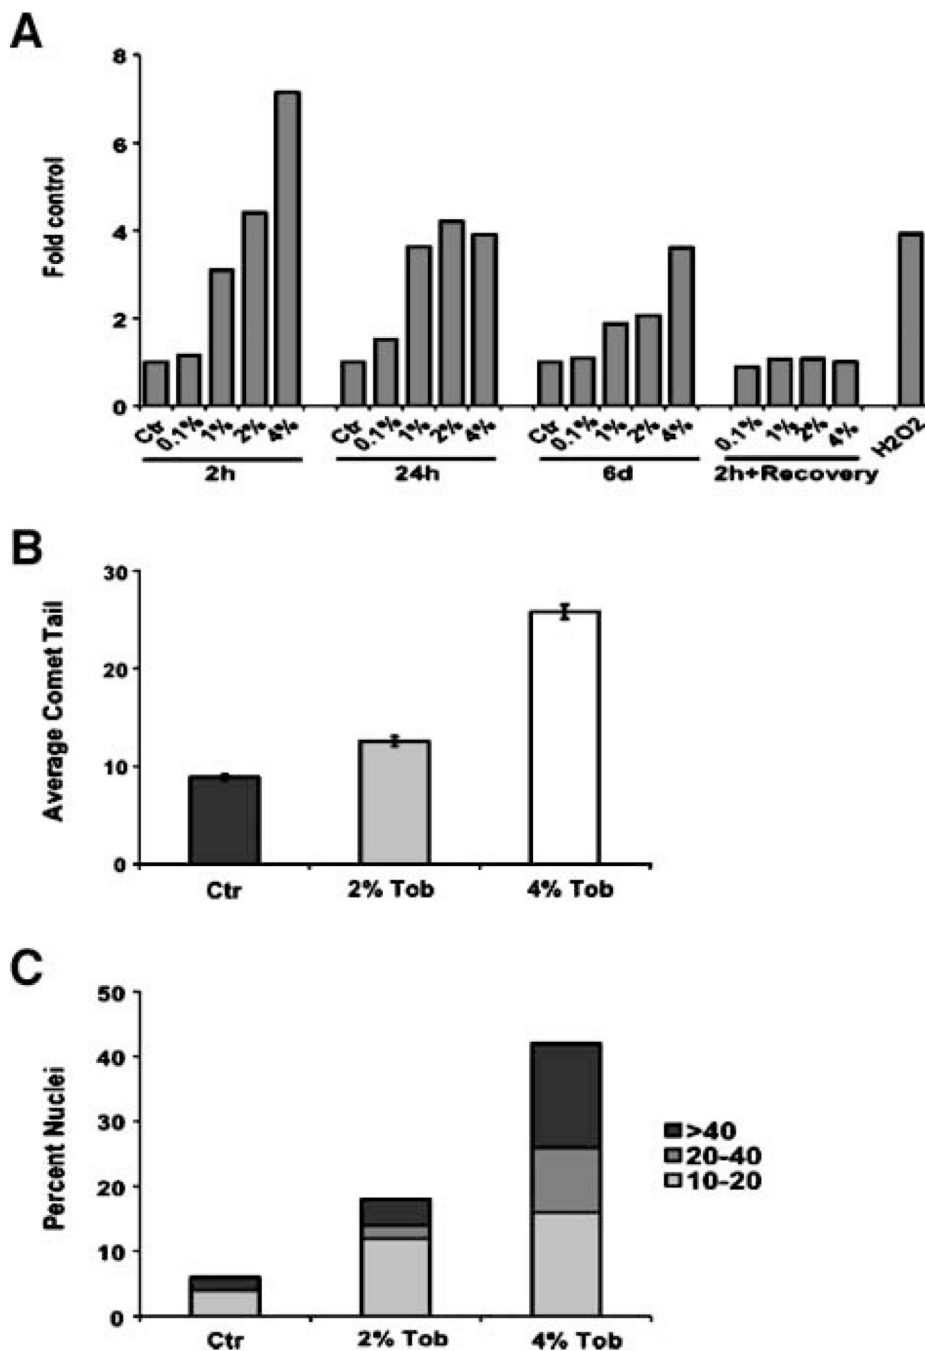 A
8
6
4
2
0
Fold control
Ctr 0.1% 1% 2% 4% Ctr 0.1% 1% 2% 4% Ctr 0.1% 1% 2% 4% 0.1% 1% 2% 4% H2O2
2h 24h 6d 2h+Recovery
B
30
20
10
0
Average Comet Tail
Ctr 2% Tob 4% Tob
C
50
40
30
20
10
0
Percent Nuclei
>40
20-40
10-20
Ctr 2% Tob 4% Tob